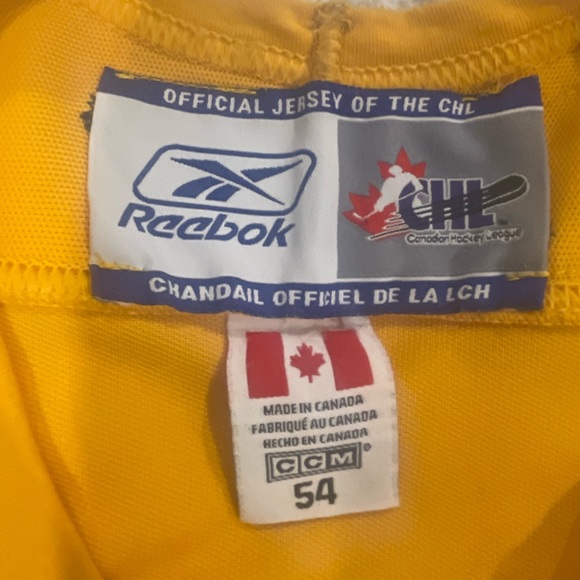 OFFICIAL JERSEY OF THE CHL
Reebok
CHL
Canadian Hockey League
CHANDAIL OFFICIEL DE LA LCH
MADE IN CANADA
FABRIQUÉ AU CANADA
HECHO EN CANADA
CCM®
54